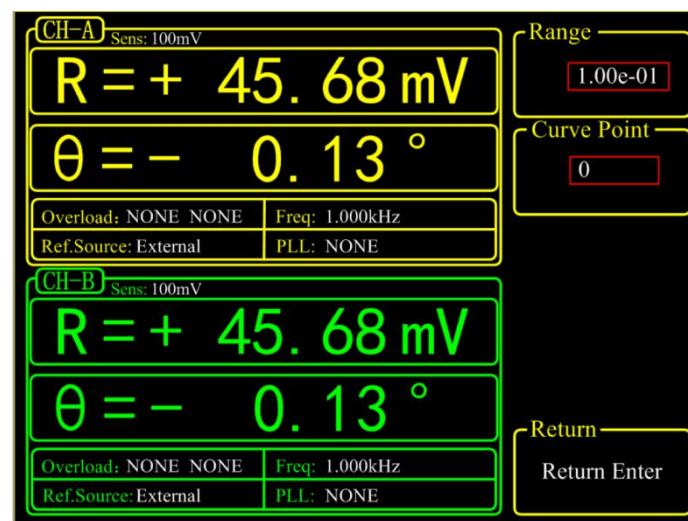 CH-A Sens: 100mV
R=+ 45.68 mV
θ=- 0.13 °
Overload: NONE NONE Freq: 1.000kHz
Ref.Source: External PLL: NONE
CH-B Sens: 100mV
R=+ 45.68 mV
θ=- 0.13 °
Overload: NONE NONE Freq: 1.000kHz
Ref.Source: External PLL: NONE
Range
1.00e-01
Curve Point
0
Return
Return Enter